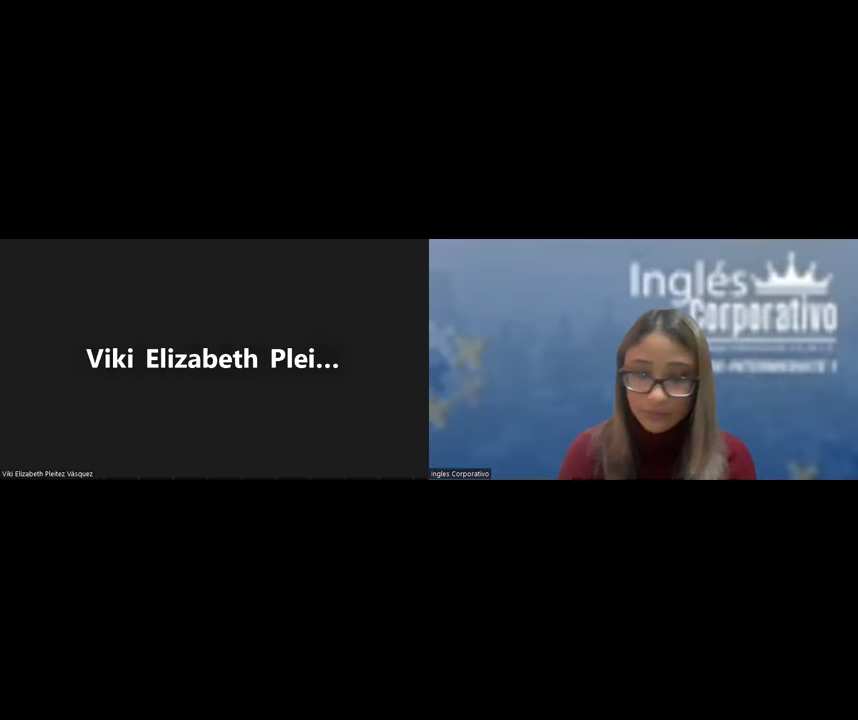 Viki Elizabeth Plei...
Viki Elizabeth Pleitez Vásquez
Inglés
Corporativo
Ingles Corporativo